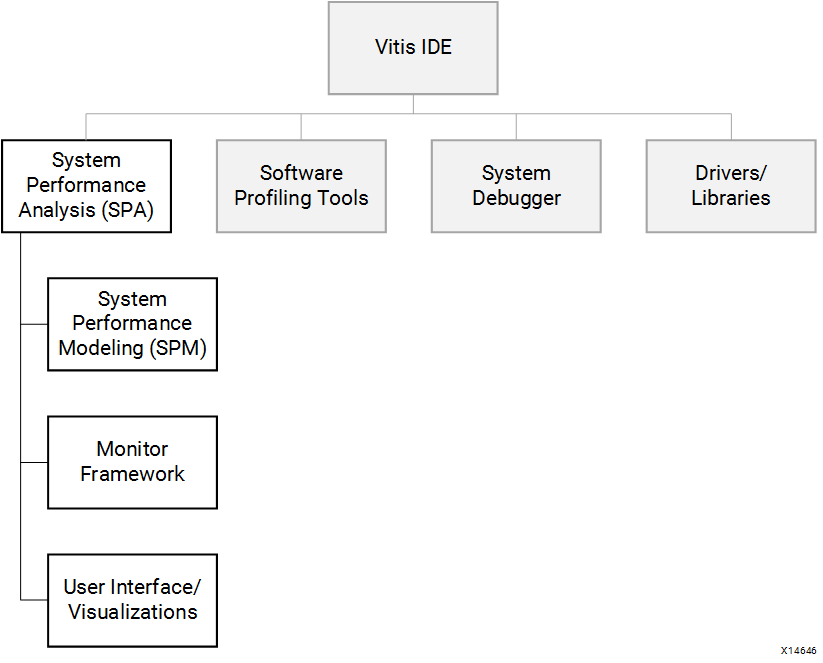 Vitis IDE
System
Performance
Analysis (SPA)
Software
Profiling Tools
System
Debugger
Drivers/
Libraries
System
Performance
Modeling (SPM)
Monitor
Framework
User Interface/
Visualizations
X14646